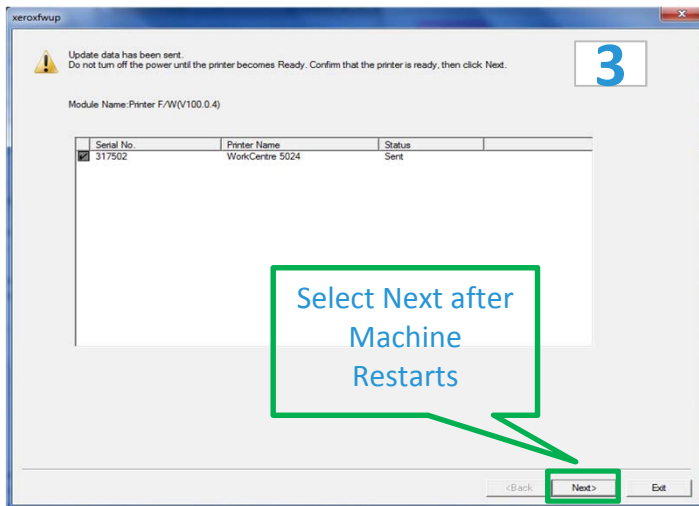 xeroxfwup
Update data has been sent.
Do not turn off the power until the printer becomes Ready. Confirm that the printer is ready, then click Next.
3
Module Name:Printer F/W(V100.0.4)
Serial No. Printer Name Status
317502 WorkCentre 5024 Sent
Select Next after
Machine
Restarts
<Back Next> Exit